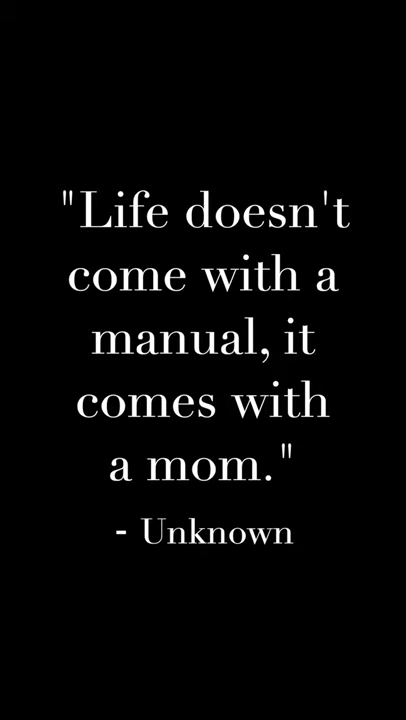 "Life doesn't
come with a
manual, it
comes with
a mom."
- Unknown